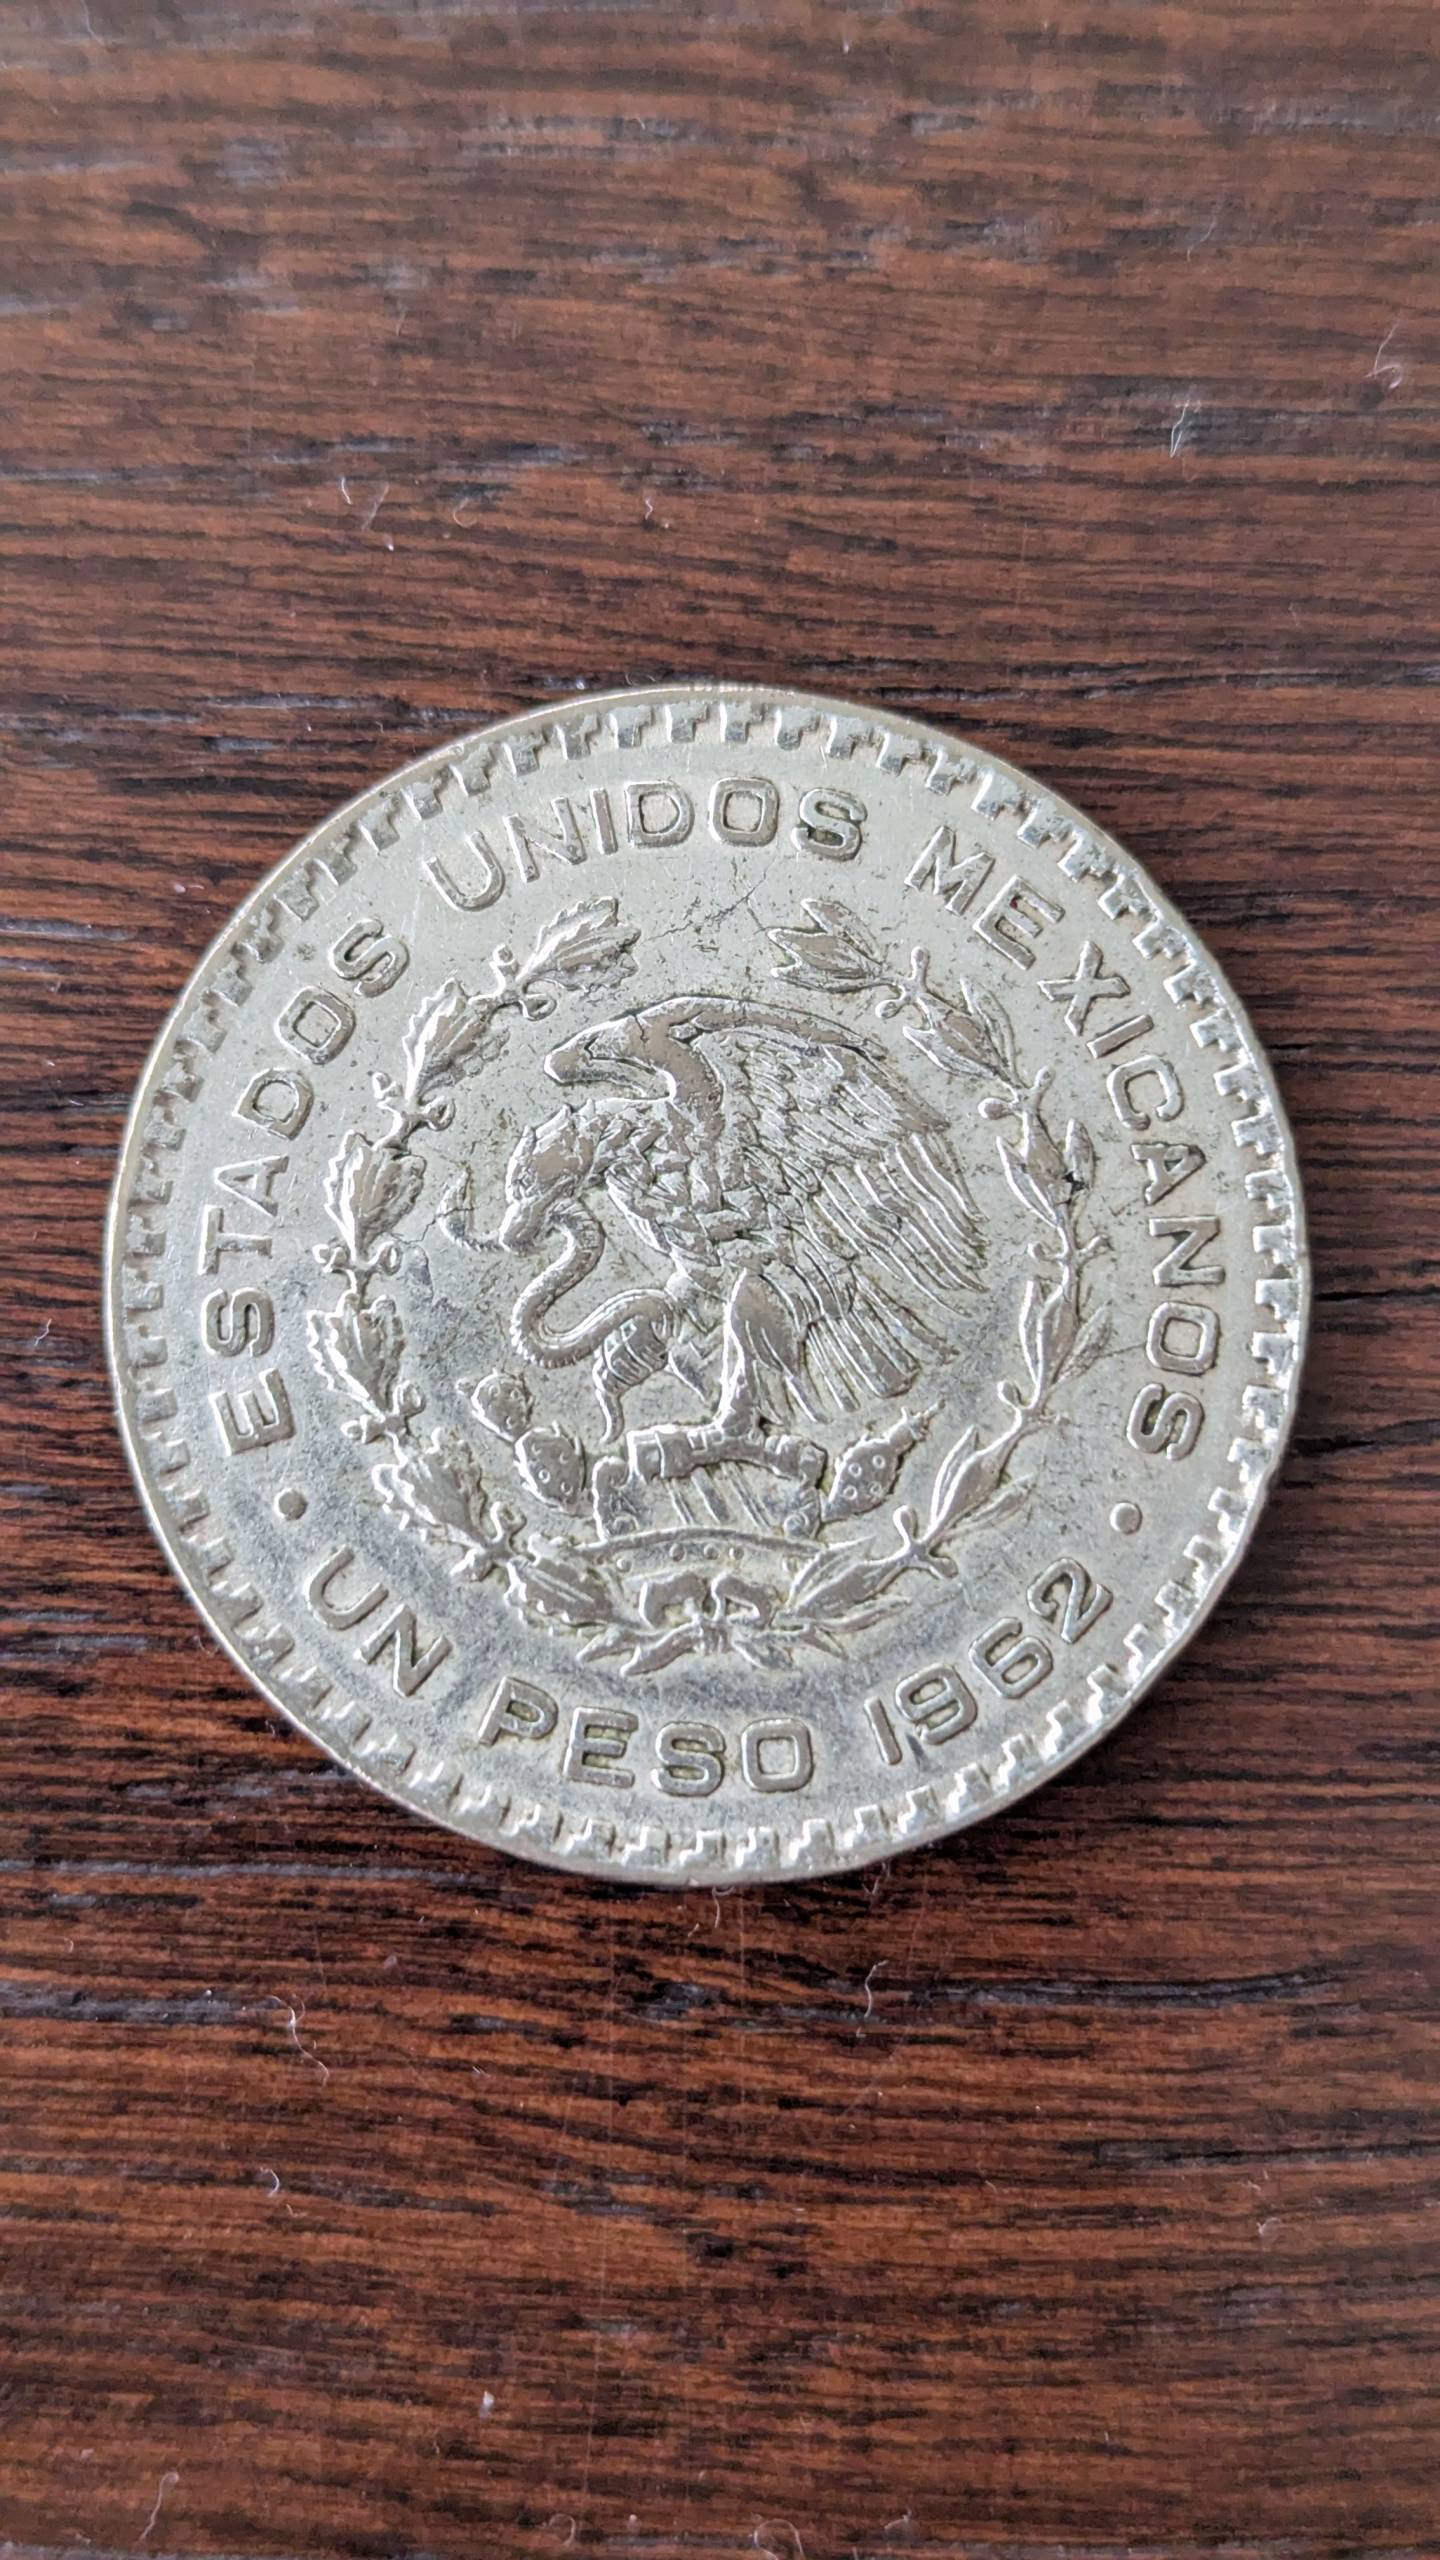 ESTADOS UNIDOS MEXICANOS
• UN PESO 1962 •